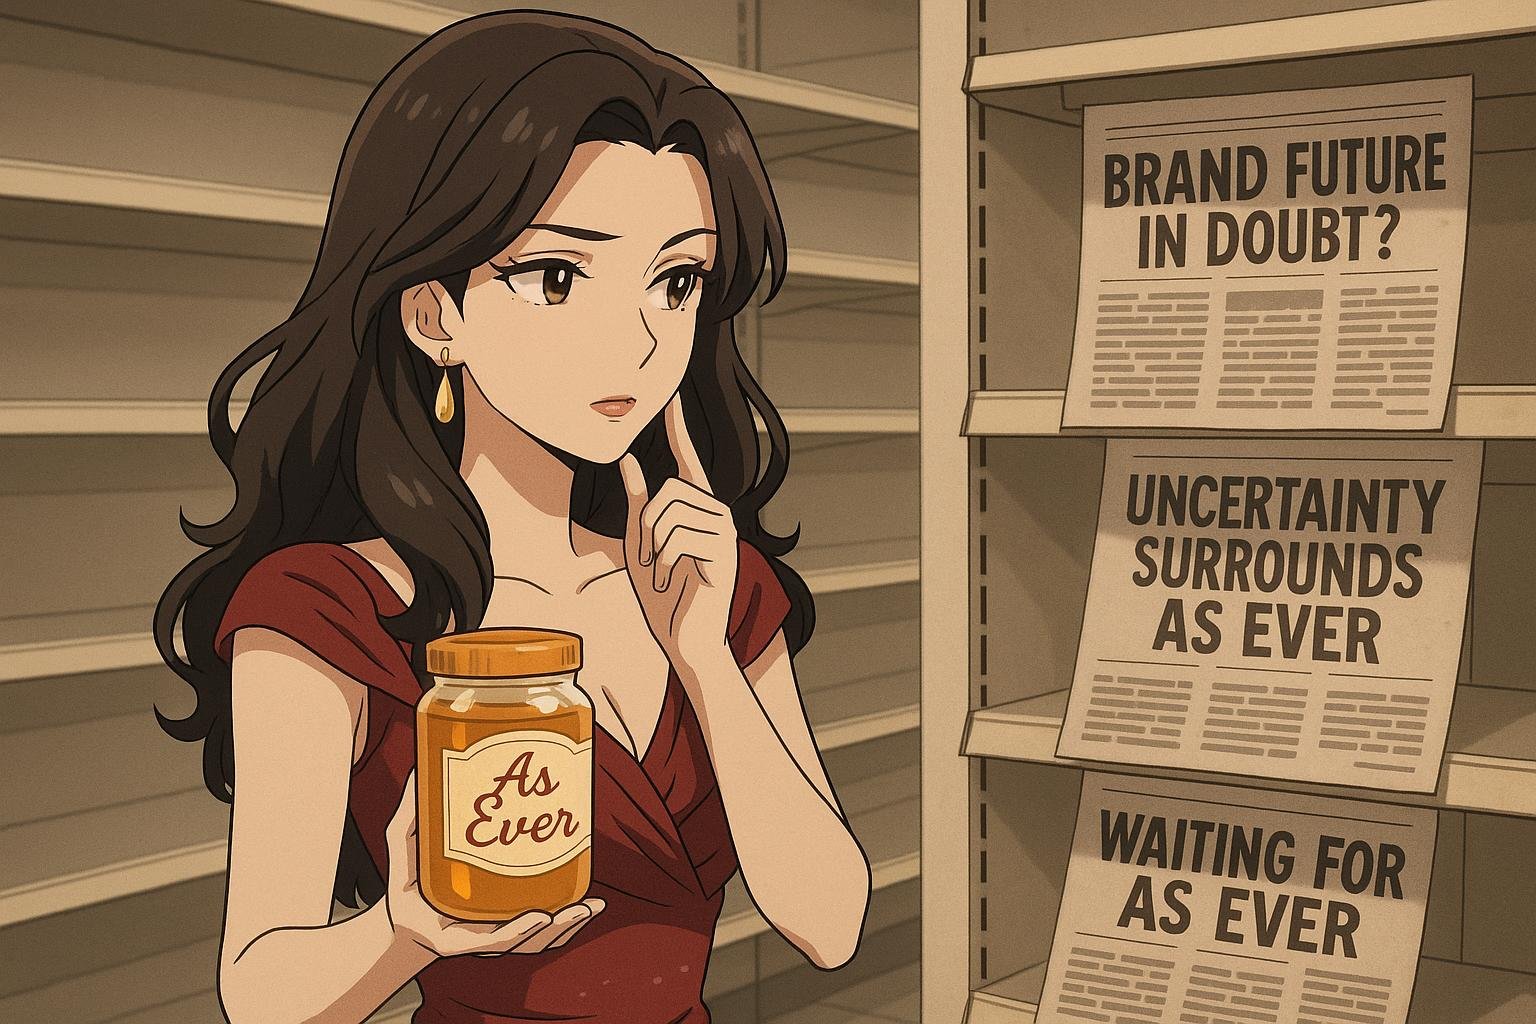 As
Ever
BRAND FUTURE
IN DOUBT?
UNCERTAINTY
SURROUNDS
AS EVER
WAITING FOR
AS EVER